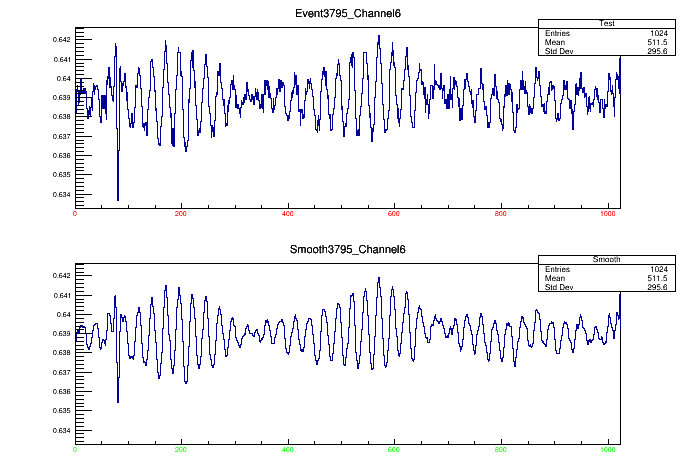 Event3795_Channel6
Test
Entries 1024
Mean 511.5
Std Dev 295.6
0.642
0.641
0.64
0.639
0.638
0.637
0.636
0.635
0.634
0 200 400 600 800 1000
Smooth3795_Channel6
Smooth
Entries 1024
Mean 511.5
Std Dev 295.6
0.642
0.641
0.64
0.639
0.638
0.637
0.636
0.635
0.634
0 200 400 600 800 1000